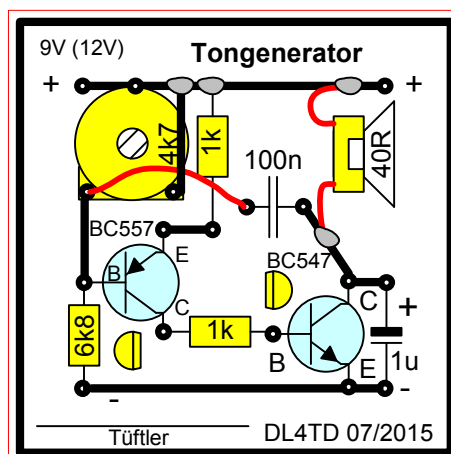 9V (12V)
Tongenerator
+
+
4k7
1k
100n
40R
BC557
E
BC547
B
C
C
+
6k8
1k
B
E
1u
-
-
Tüftler
DL4TD 07/2015